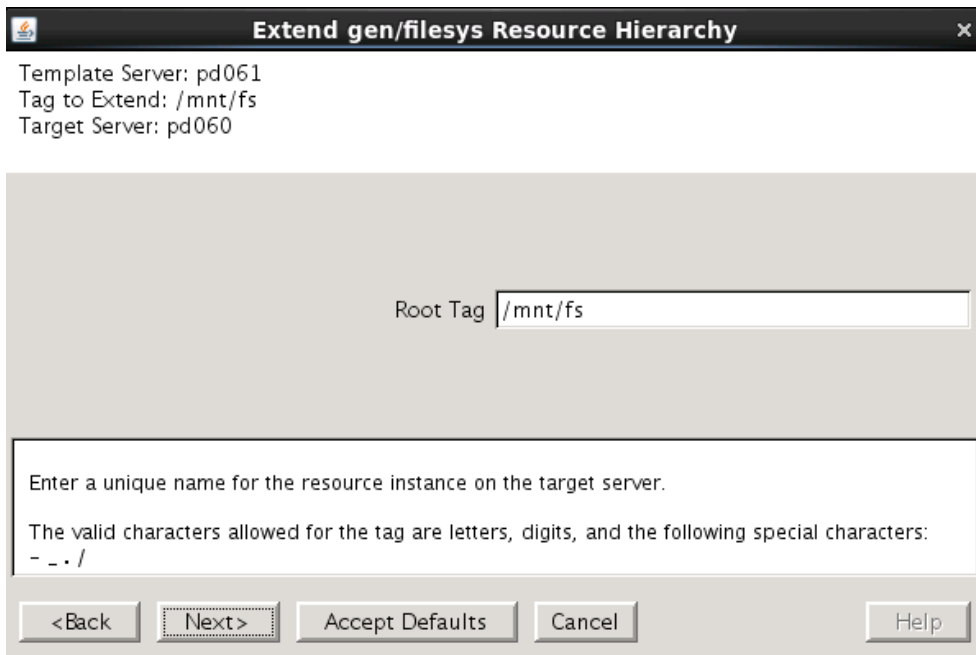 Extend gen/filesys Resource Hierarchy
Template Server: pd061
Tag to Extend: /mnt/fs
Target Server: pd060
Root Tag /mnt/fs
Enter a unique name for the resource instance on the target server.
The valid characters allowed for the tag are letters, digits, and the following special characters:
- _ . /
<Back Next> Accept Defaults Cancel Help